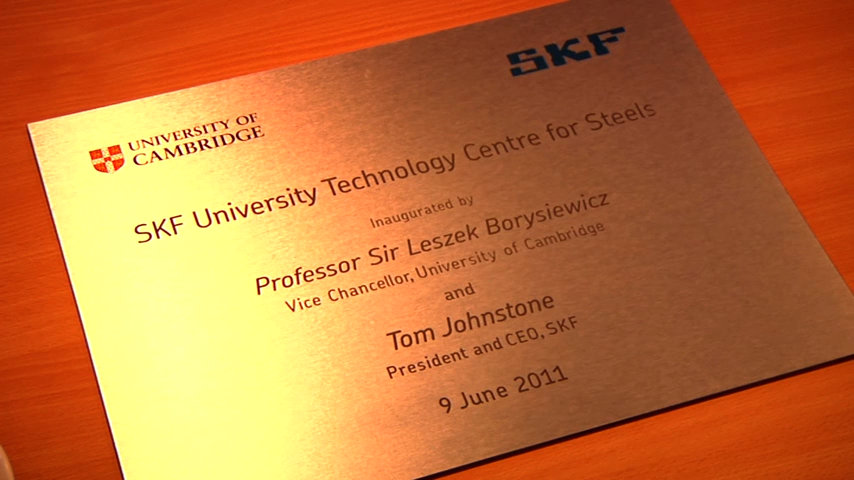 SKF
UNIVERSITY OF
CAMBRIDGE
SKF University Technology Centre for Steels
Inaugurated by
Professor Sir Leszek Borysiewicz
Vice Chancellor, University of Cambridge
and
Tom Johnstone
President and CEO, SKF
9 June 2011